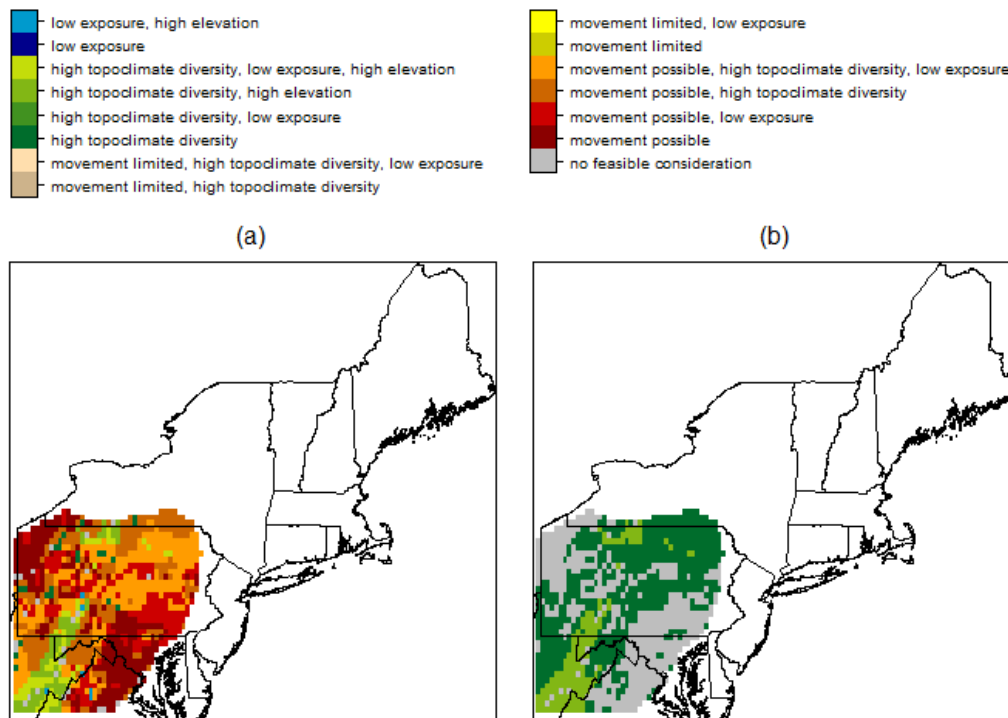 low exposure, high elevation
low exposure
high topoclimate diversity, low exposure, high elevation
high topoclimate diversity, high elevation
high topoclimate diversity, low exposure
high topoclimate diversity
movement limited, high topoclimate diversity, low exposure
movement limited, high topoclimate diversity
movement limited, low exposure
movement limited
movement possible, high topoclimate diversity, low exposure
movement possible, high topoclimate diversity
movement possible, low exposure
movement possible
no feasible consideration
(a)
(b)